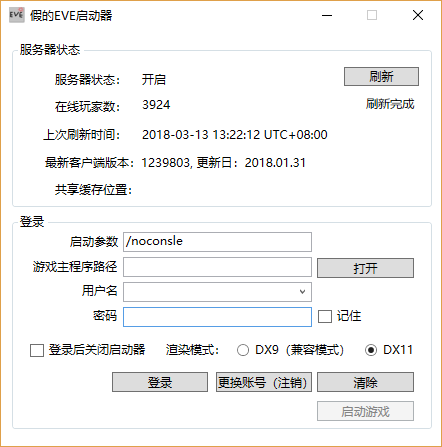 EVE 假的EVE启动器
服务器状态
服务器状态： 开启 刷新
在线玩家数： 3924 刷新完成
上次刷新时间： 2018-03-13 13:22:12 UTC+08:00
最新客户端版本：1239803, 更新日：2018.01.31
共享缓存位置：
登录
启动参数 /noconsle
游戏主程序路径 打开
用户名
密码 记住
登录后关闭启动器 渲染模式： DX9（兼容模式） DX11
登录 更换账号（注销） 清除
启动游戏